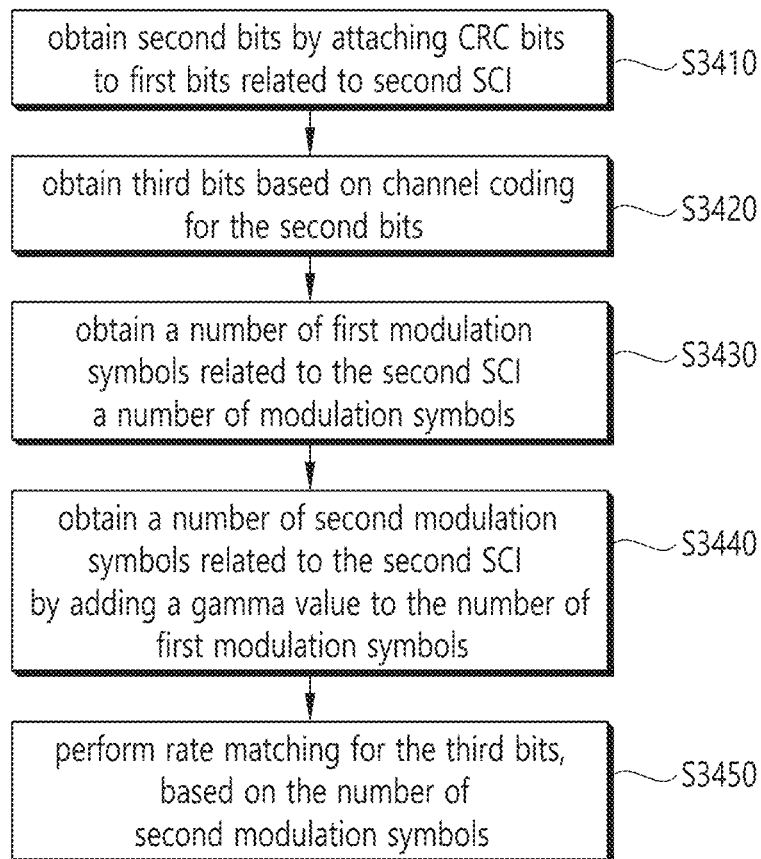 obtain second bits by attaching CRC bits
to first bits related to second SCI
S3410
obtain third bits based on channel coding
for the second bits
S3420
obtain a number of first modulation
symbols related to the second SCI
a number of modulation symbols
S3430
obtain a number of second modulation
symbols related to the second SCI
by adding a gamma value to the number of
first modulation symbols
S3440
perform rate matching for the third bits,
based on the number of
second modulation symbols
S3450